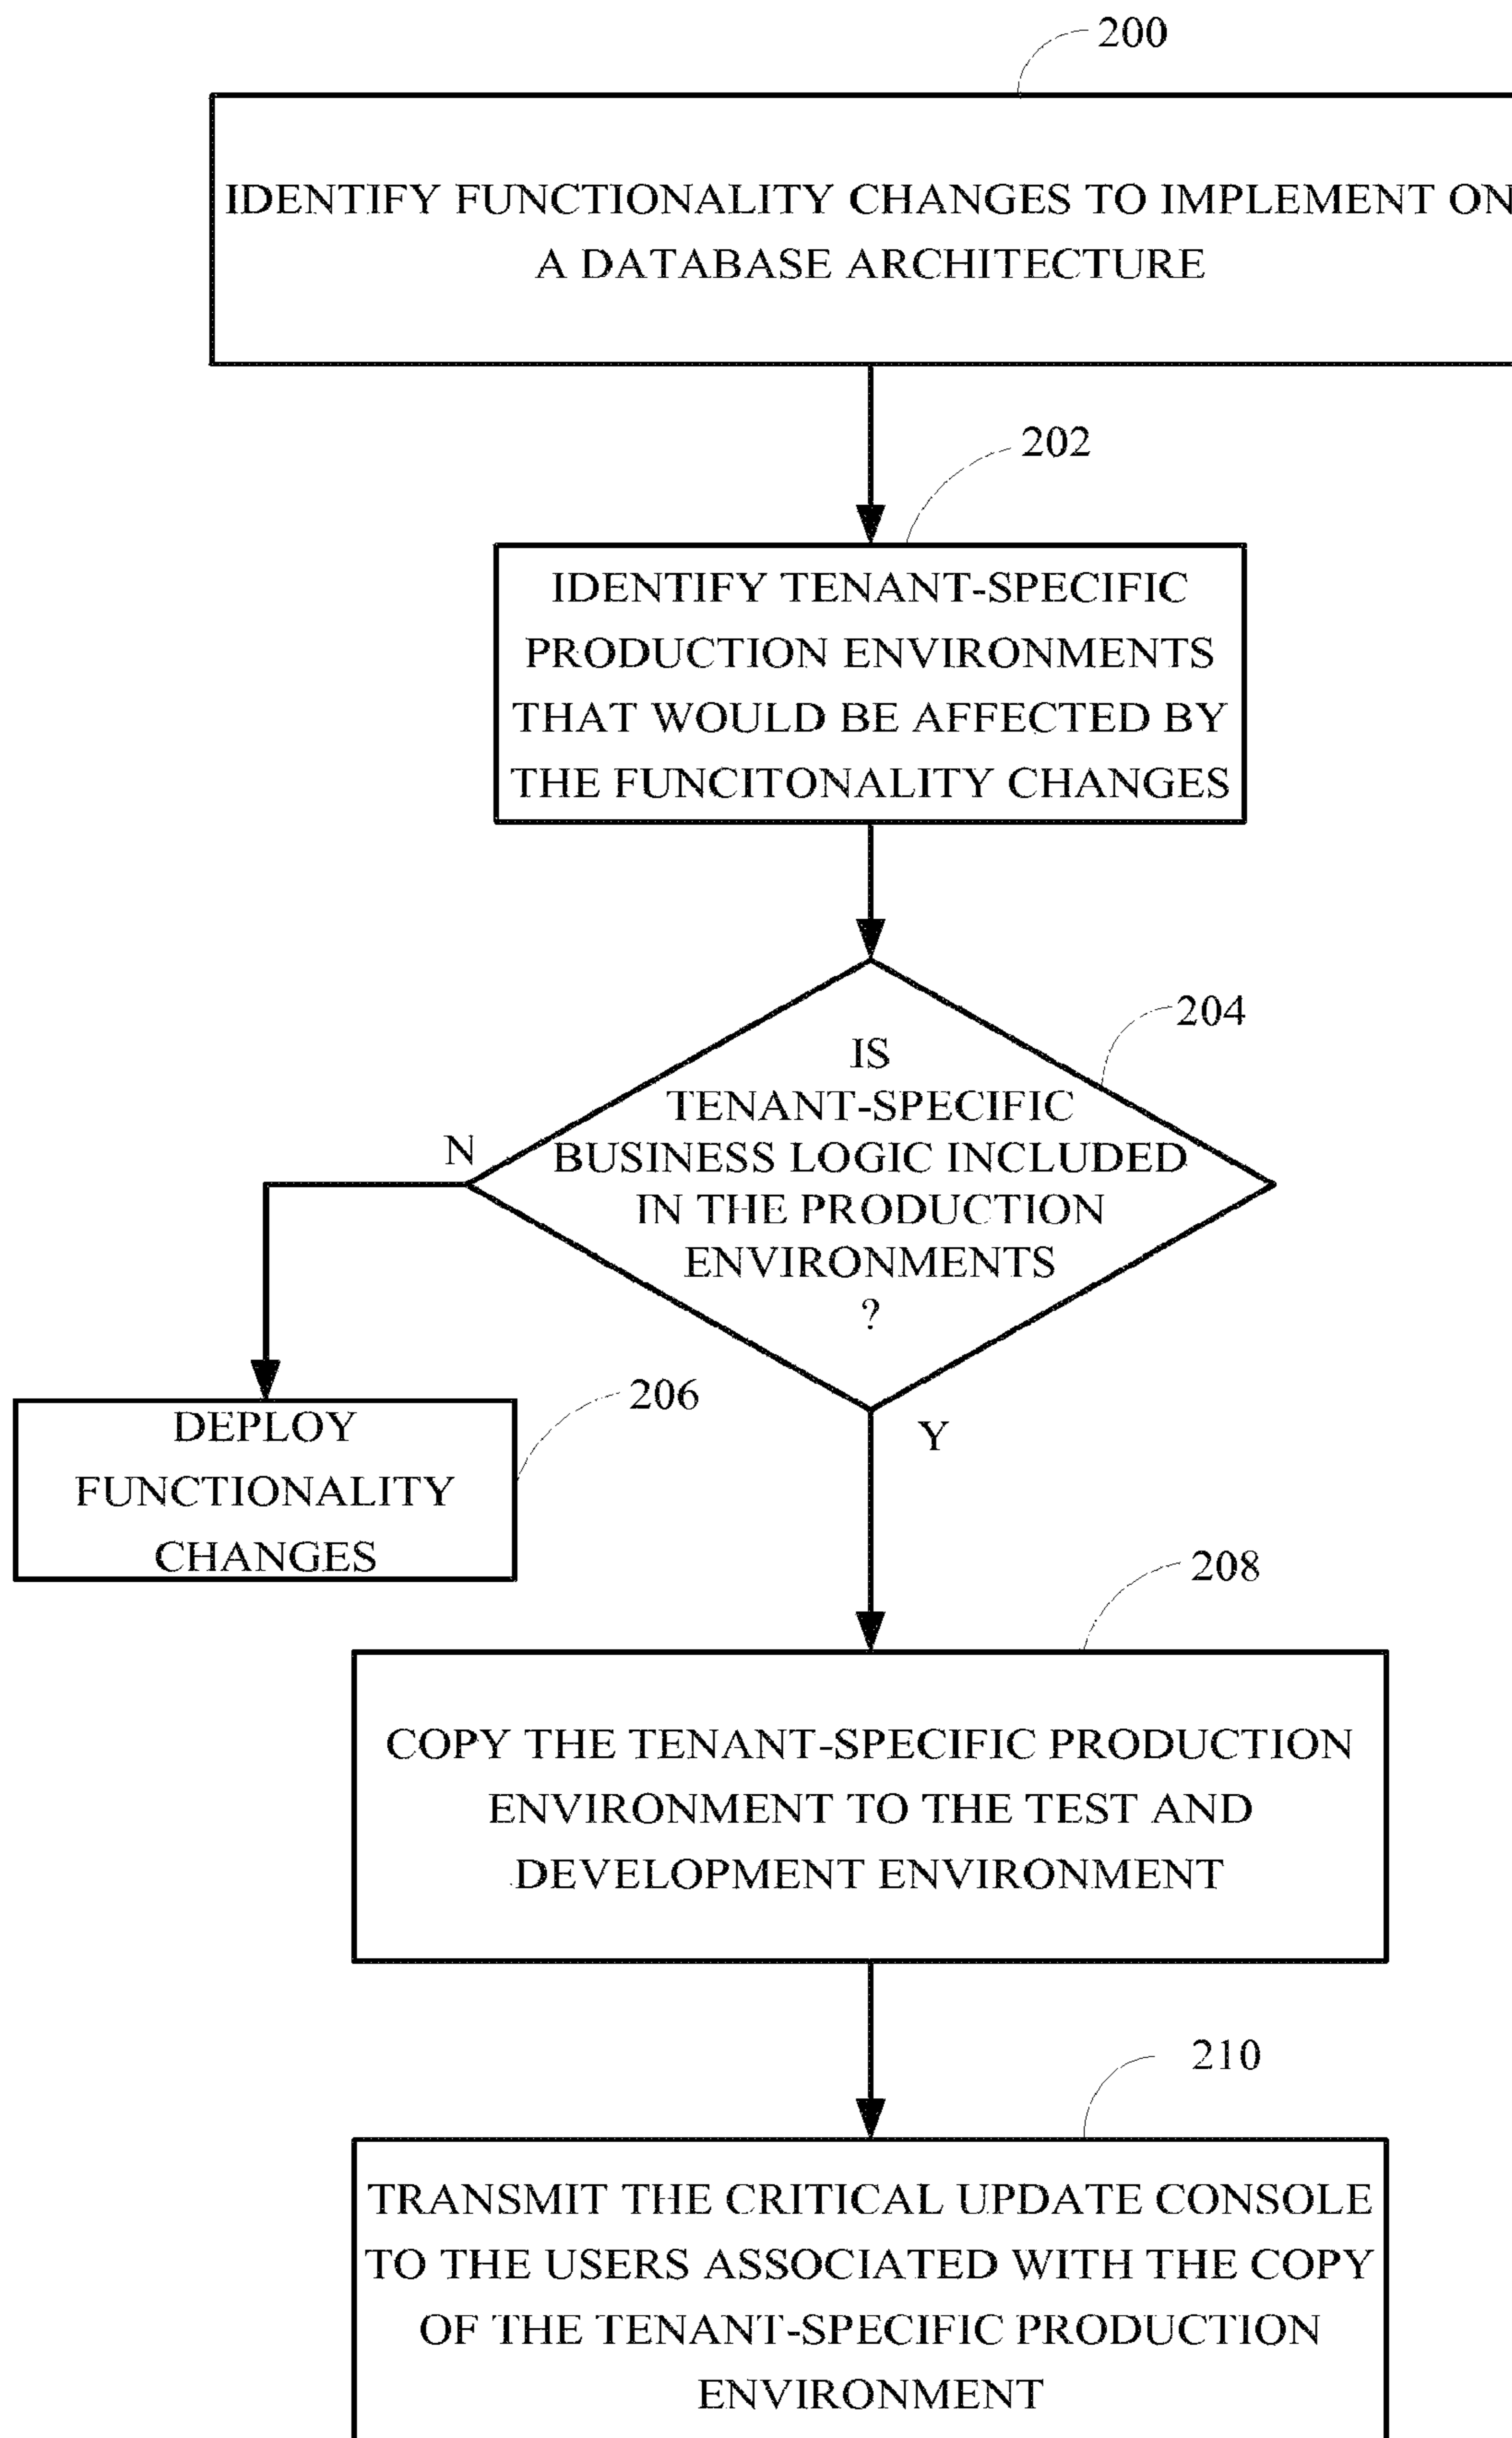 200
IDENTIFY FUNCTIONALITY CHANGES TO IMPLEMENT ON
A DATABASE ARCHITECTURE
202
IDENTIFY TENANT-SPECIFIC
PRODUCTION ENVIRONMENTS
THAT WOULD BE AFFECTED BY
THE FUNCITONALITY CHANGES
204
IS
TENANT-SPECIFIC
BUSINESS LOGIC INCLUDED
IN THE PRODUCTION
ENVIRONMENTS
?
N
Y
206
DEPLOY
FUNCTIONALITY
CHANGES
208
COPY THE TENANT-SPECIFIC PRODUCTION
ENVIRONMENT TO THE TEST AND
DEVELOPMENT ENVIRONMENT
210
TRANSMIT THE CRITICAL UPDATE CONSOLE
TO THE USERS ASSOCIATED WITH THE COPY
OF THE TENANT-SPECIFIC PRODUCTION
ENVIRONMENT